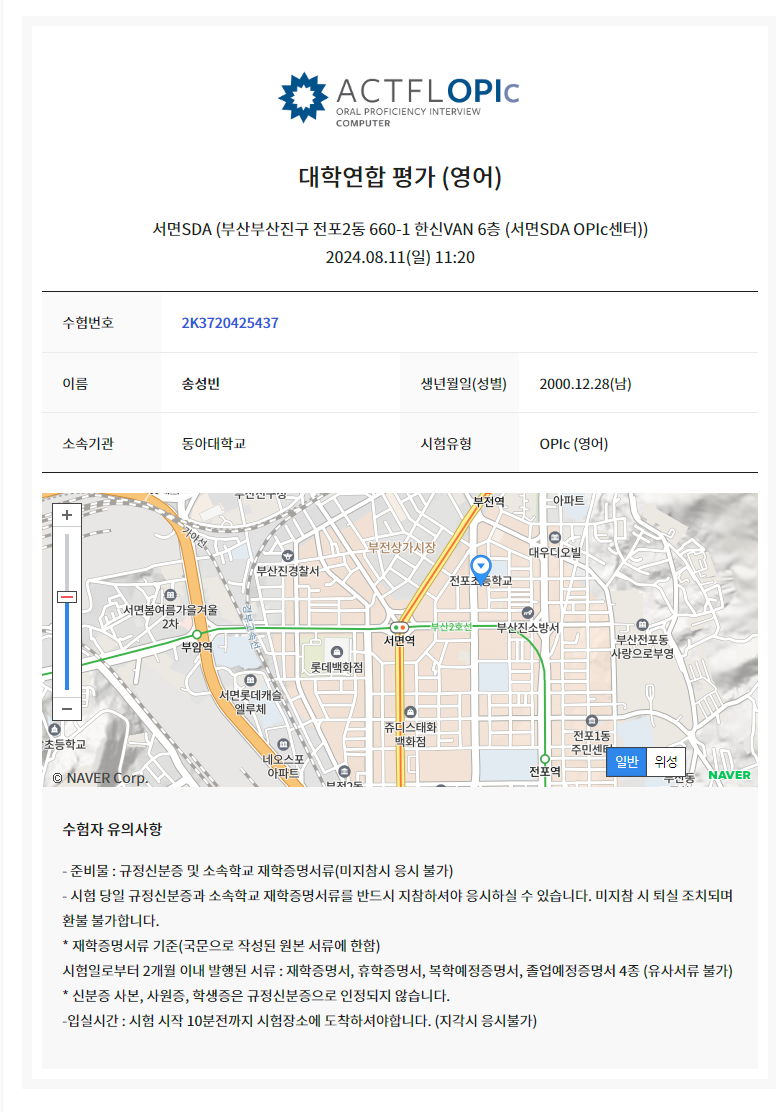 ACTFL OPIc
ORAL PROFICIENCY INTERVIEW
COMPUTER
대학연합 평가 (영어)
서면SDA (부산부산진구 전포2동 660-1 한신VAN 6층 (서면SDA OPIc센터))
2024.08.11(일) 11:20
수험번호 2K3720425437
이름 송성빈 생년월일(성별) 2000.12.28(남)
소속기관 동아대학교 시험유형 OPIc (영어)
부전역
아파트
가야선
부전상가시장
대우디오빌
부산진경찰서
전포초등학교
서면봄여름가을겨울
2차
부산2호선
부산진소방서
부암역
서면역
부산전포동
사랑으로부영
롯데백화점
서면롯데캐슬
엘루체
쥬디스태화
백화점
초등학교
전포1동
주민센터
네오스포
아파트
일반 위성
전포역
© NAVER Corp.
NAVER
수험자 유의사항
- 준비물 : 규정신분증 및 소속학교 재학증명서류(미지참시 응시 불가)
- 시험 당일 규정신분증과 소속학교 재학증명서류를 반드시 지참하셔야 응시하실 수 있습니다. 미지참 시 퇴실 조치되며
환불 불가합니다.
* 재학증명서류 기준(국문으로 작성된 원본 서류에 한함)
시험일로부터 2개월 이내 발행된 서류 : 재학증명서, 휴학증명서, 복학예정증명서, 졸업예정증명서 4종 (유사서류 불가)
* 신분증 사본, 사원증, 학생증은 규정신분증으로 인정되지 않습니다.
-입실시간 : 시험 시작 10분전까지 시험장소에 도착하셔야합니다. (지각시 응시불가)